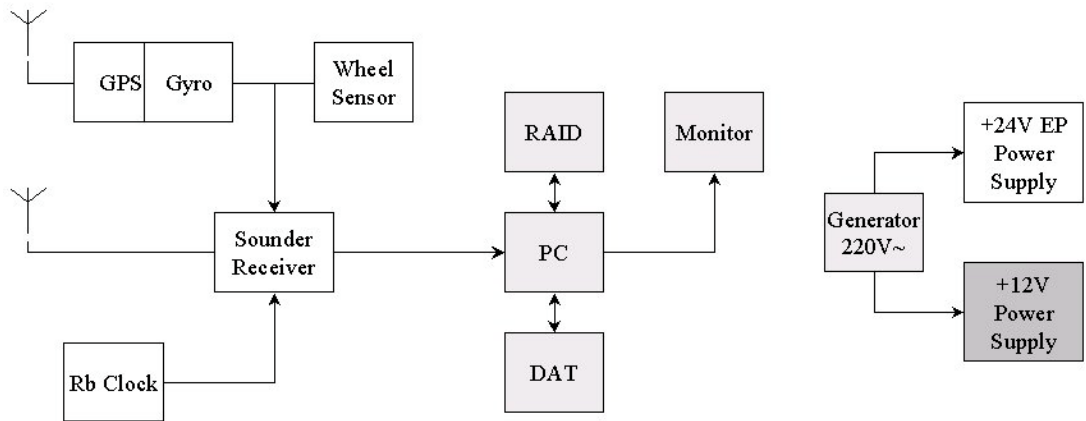 GPS
Gyro
Wheel
Sensor
RAID
Monitor
+24V EP
Power
Supply
Sounder
Receiver
PC
Generator
220V~
+12V
Power
Supply
Rb Clock
DAT